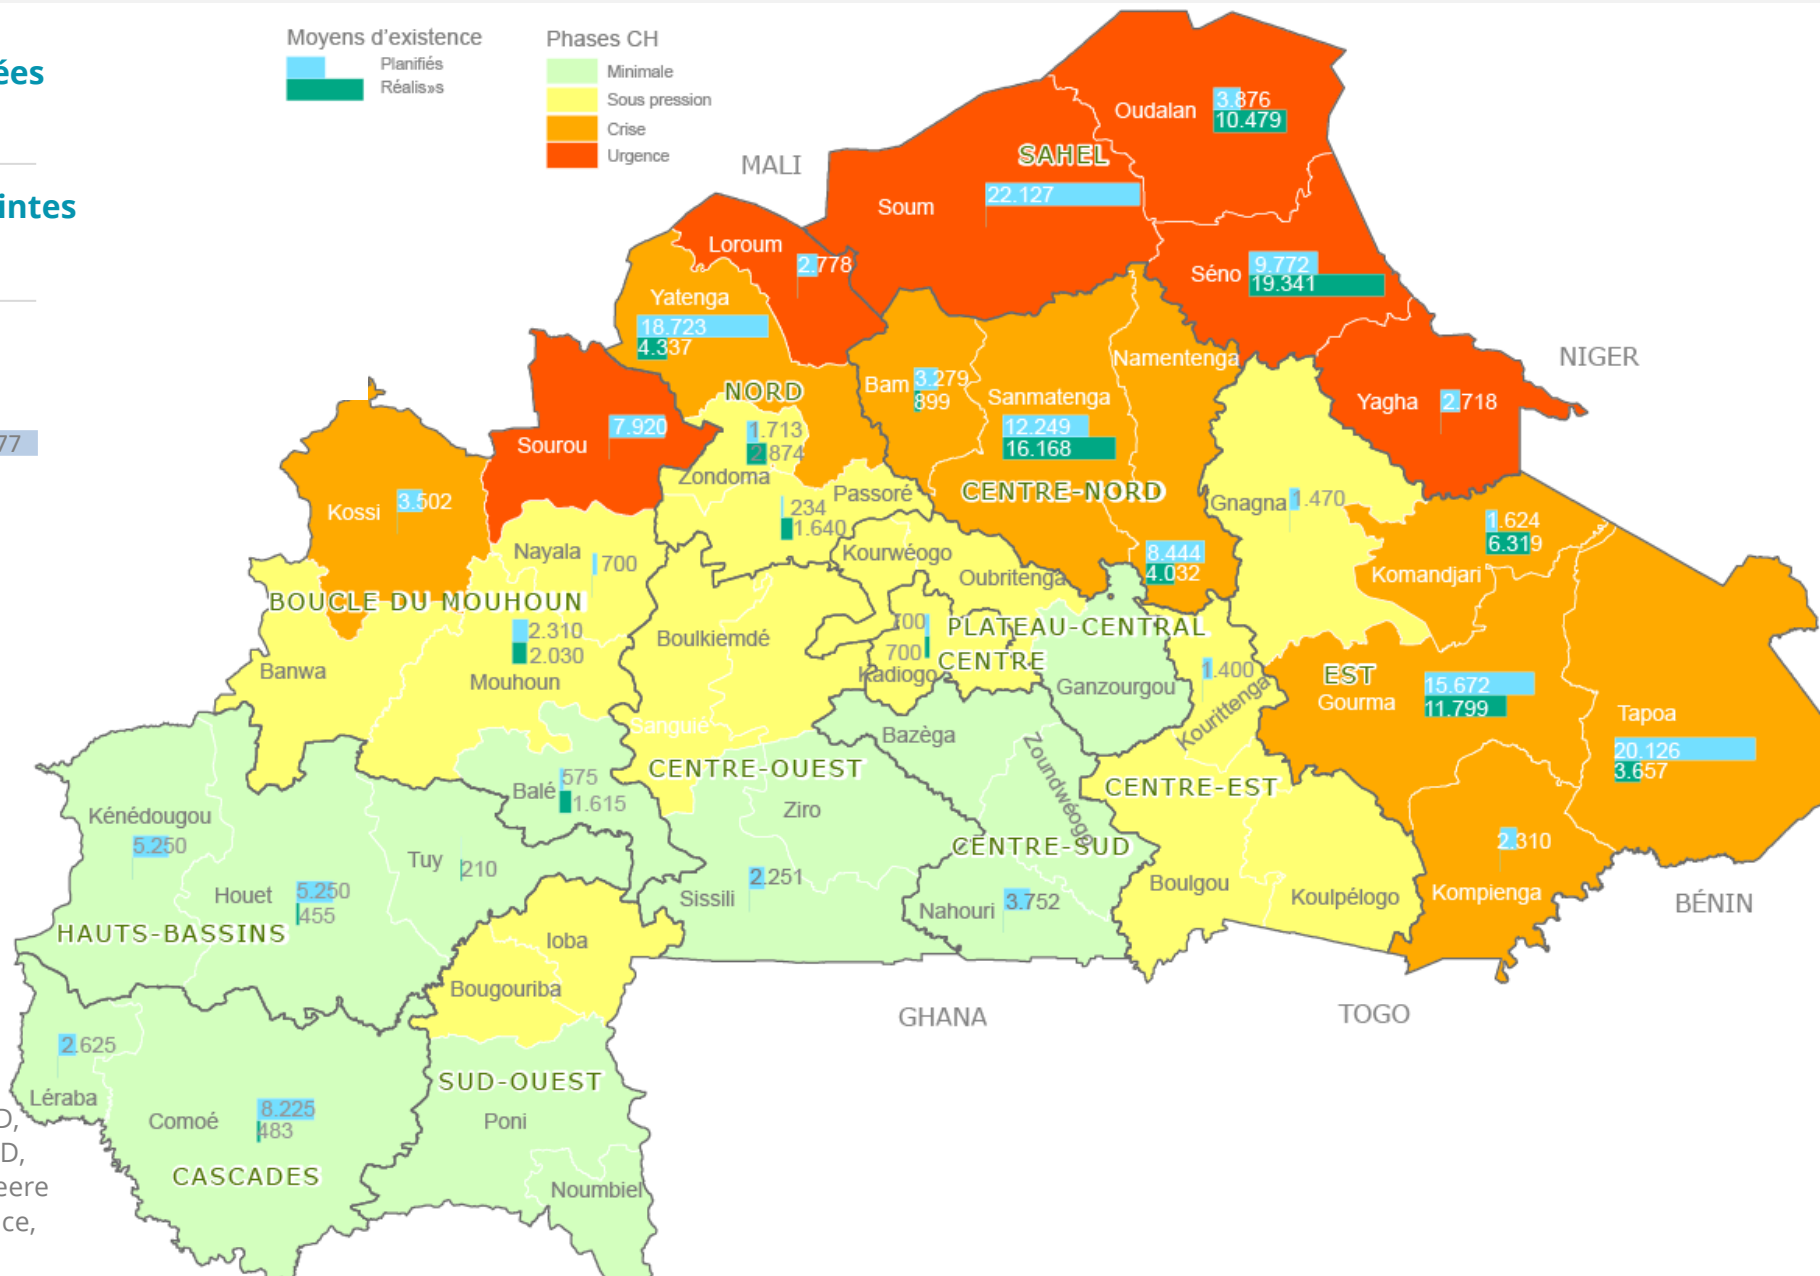 ées
intes
77
D,
D,
eere
ce,
Moyens d'existence
Planifiés
Réalis»s
Phases CH
Minimale
Sous pression
Crise
Urgence
MALI
NIGER
BÉNIN
TOGO
GHANA
SAHEL
Oudalan
3.876
10.479
Soum
22.127
Séno
9.772
19.341
Yagha
2.718
Loroum
2.778
Yatenga
18.723
4.337
NORD
Zondoma
1.713
2.874
Passoré
234
1.640
Sourou
7.920
Kossi
3.502
Nayala
700
BOUCLE DU MOUHOUN
2.310
2.030
Mouhoun
Banwa
Balé
575
1.615
Bam
3.279
899
Sanmatenga
12.249
16.168
Namentenga
8.444
4.032
CENTRE-NORD
Gnagna
1.470
1.624
6.319
Komandjari
EST
Gourma
15.672
11.799
Tapoa
20.126
3.657
2.310
Kompienga
Kourwéogo
Oubritenga
PLATEAU-CENTRAL
Ganzourgou
700
700
CENTRE
Kadiogo
Boulkiemdé
Sanguié
CENTRE-OUEST
Ziro
Sissili
2.251
Bazèga
Zoundwéogo
CENTRE-SUD
Nahouri
3.752
1.400
Kourittenga
CENTRE-EST
Boulgou
Koulpélogo
Kénédougou
5.250
Houet
5.250
455
Tuy
210
HAUTS-BASSINS
Ioba
Bougouriba
SUD-OUEST
Poni
Noumbiel
2.625
Léraba
Comoé
8.225
483
CASCADES